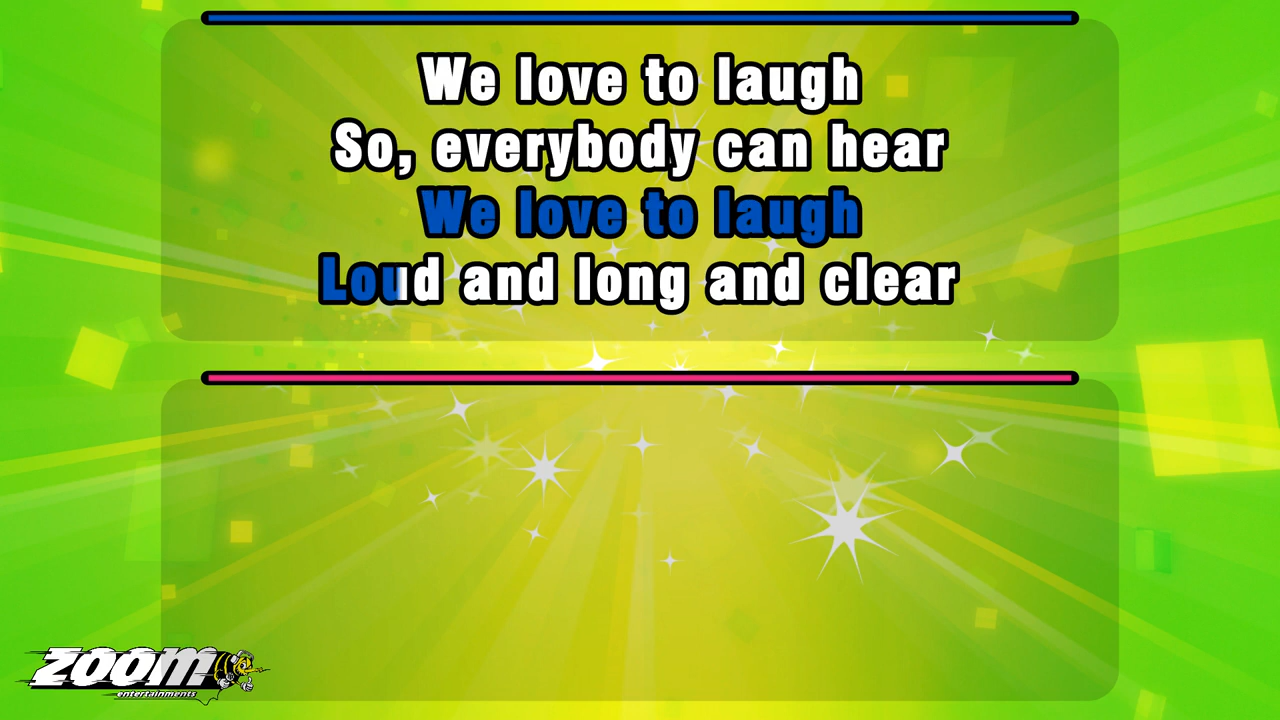 We love to laugh
So, everybody can hear
We love to laugh
Loud and long and clear
ZOOM
entertainments